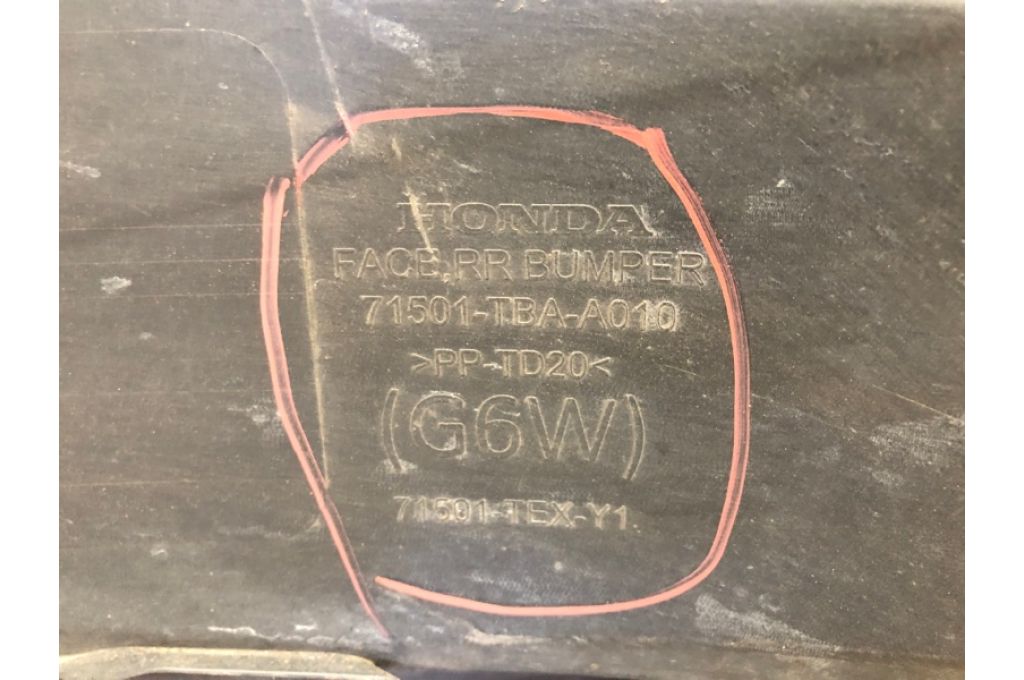 HONDA
FACE,RR BUMPER
71501-TBA-A010
>PP-TD20<
(G6W)
71501-TEX-Y1